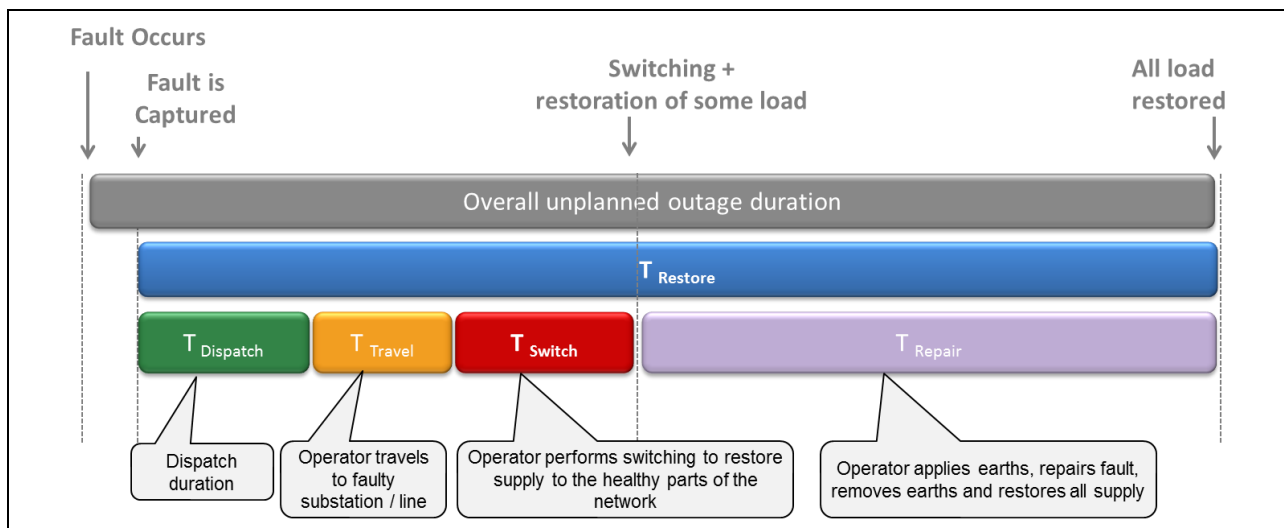 Fault Occurs
Fault is
Captured
Switching +
restoration of some load
All load
restored
Overall unplanned outage duration
T Restore
T Dispatch
T Travel
T Switch
T Repair
Dispatch
duration
Operator travels
to faulty
substation / line
Operator performs switching to restore
supply to the healthy parts of the
network
Operator applies earths, repairs fault,
removes earths and restores all supply